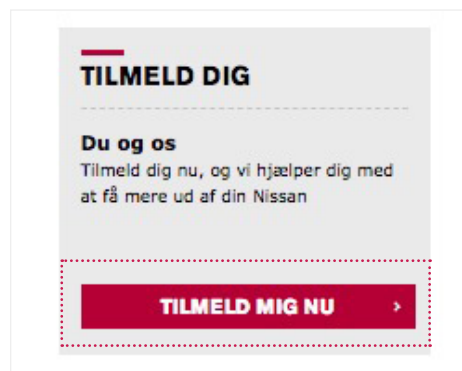 TILMELD DIG
Du og os
Tilmeld dig nu, og vi hjælper dig med
at få mere ud af din Nissan
TILMELD MIG NU ›